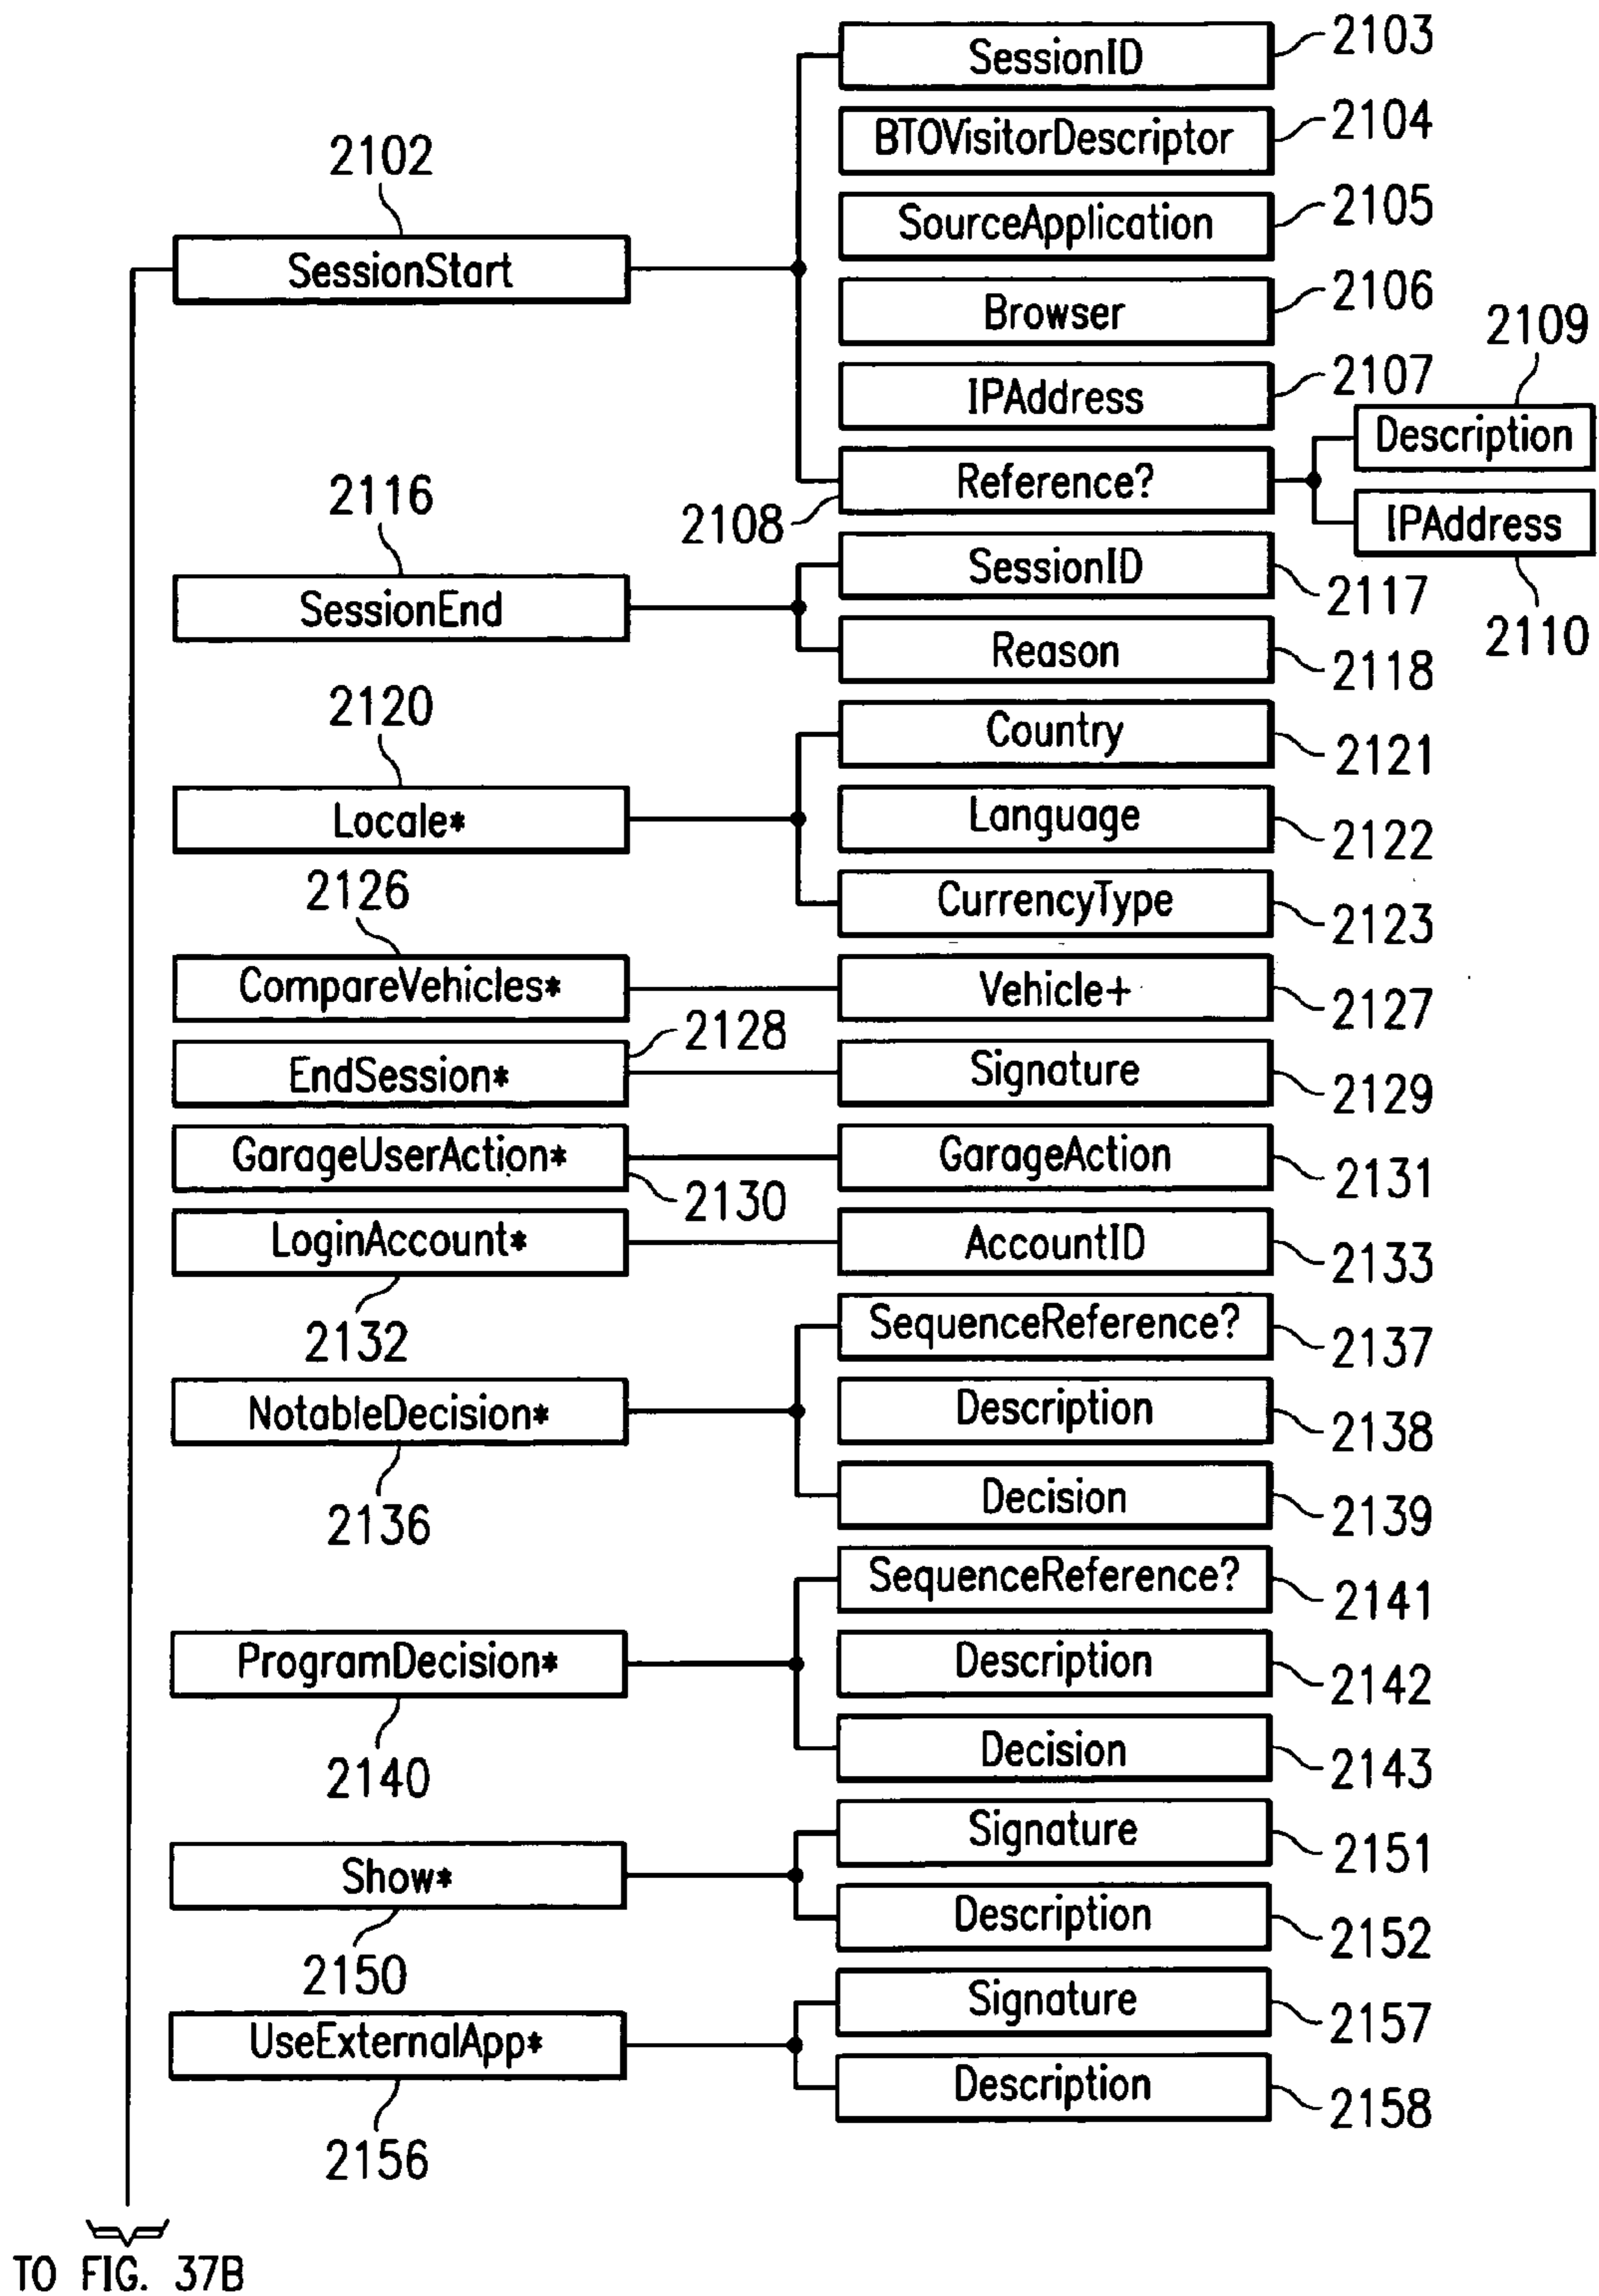 SessionID
2103
BTOVisitorDescriptor
2104
2102
SourceApplication
2105
SessionStart
Browser
2106
2109
IPAddress
2107
Description
2116
Reference?
2108
IPAddress
2110
SessionID
2117
SessionEnd
Reason
2118
2120
Country
2121
Locale*
Language
2122
2126
CurrencyType
2123
CompareVehicles*
Vehicle+
2127
2128
EndSession*
Signature
2129
GarageUserAction*
2130
GarageAction
2131
LoginAccount*
AccountID
2133
2132
SequenceReference?
2137
NotableDecision*
Description
2138
2136
Decision
2139
SequenceReference?
2141
ProgramDecision*
Description
2142
2140
Decision
2143
Signature
2151
Show*
Description
2152
2150
Signature
2157
UseExternalApp*
Description
2158
2156
TO FIG. 37B